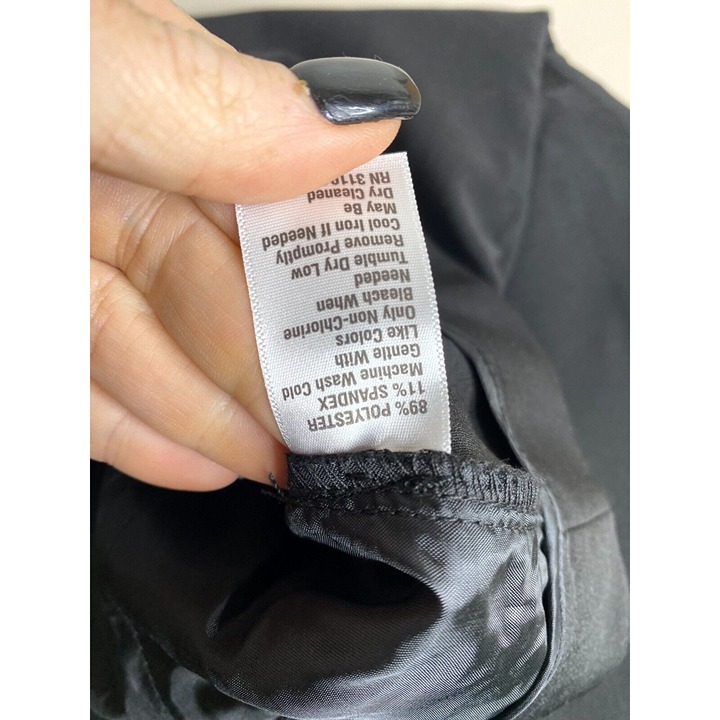 89% POLYESTER
11% SPANDEX
Machine Wash Cold
Gentle With
Like Colors
Only Non-Chlorine
Bleach When
Needed
Tumble Dry Low
Remove Promptly
Cool Iron If Needed
May Be
Dry Cleaned
RN